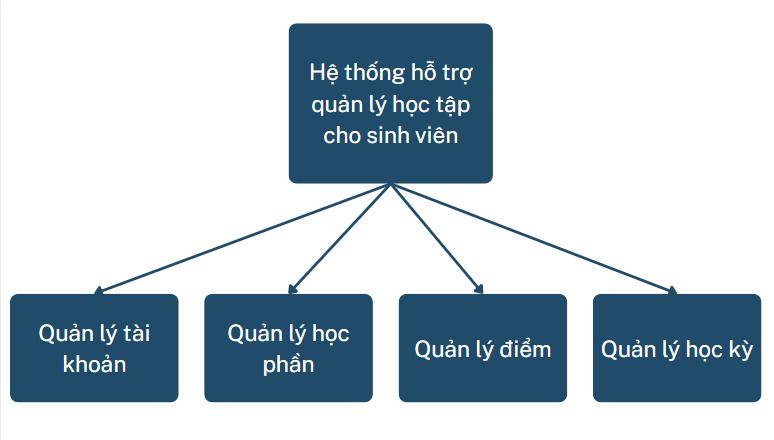 Hệ thống hỗ trợ
quản lý học tập
cho sinh viên
Quản lý tài
khoản
Quản lý học
phần
Quản lý điểm
Quản lý học kỳ